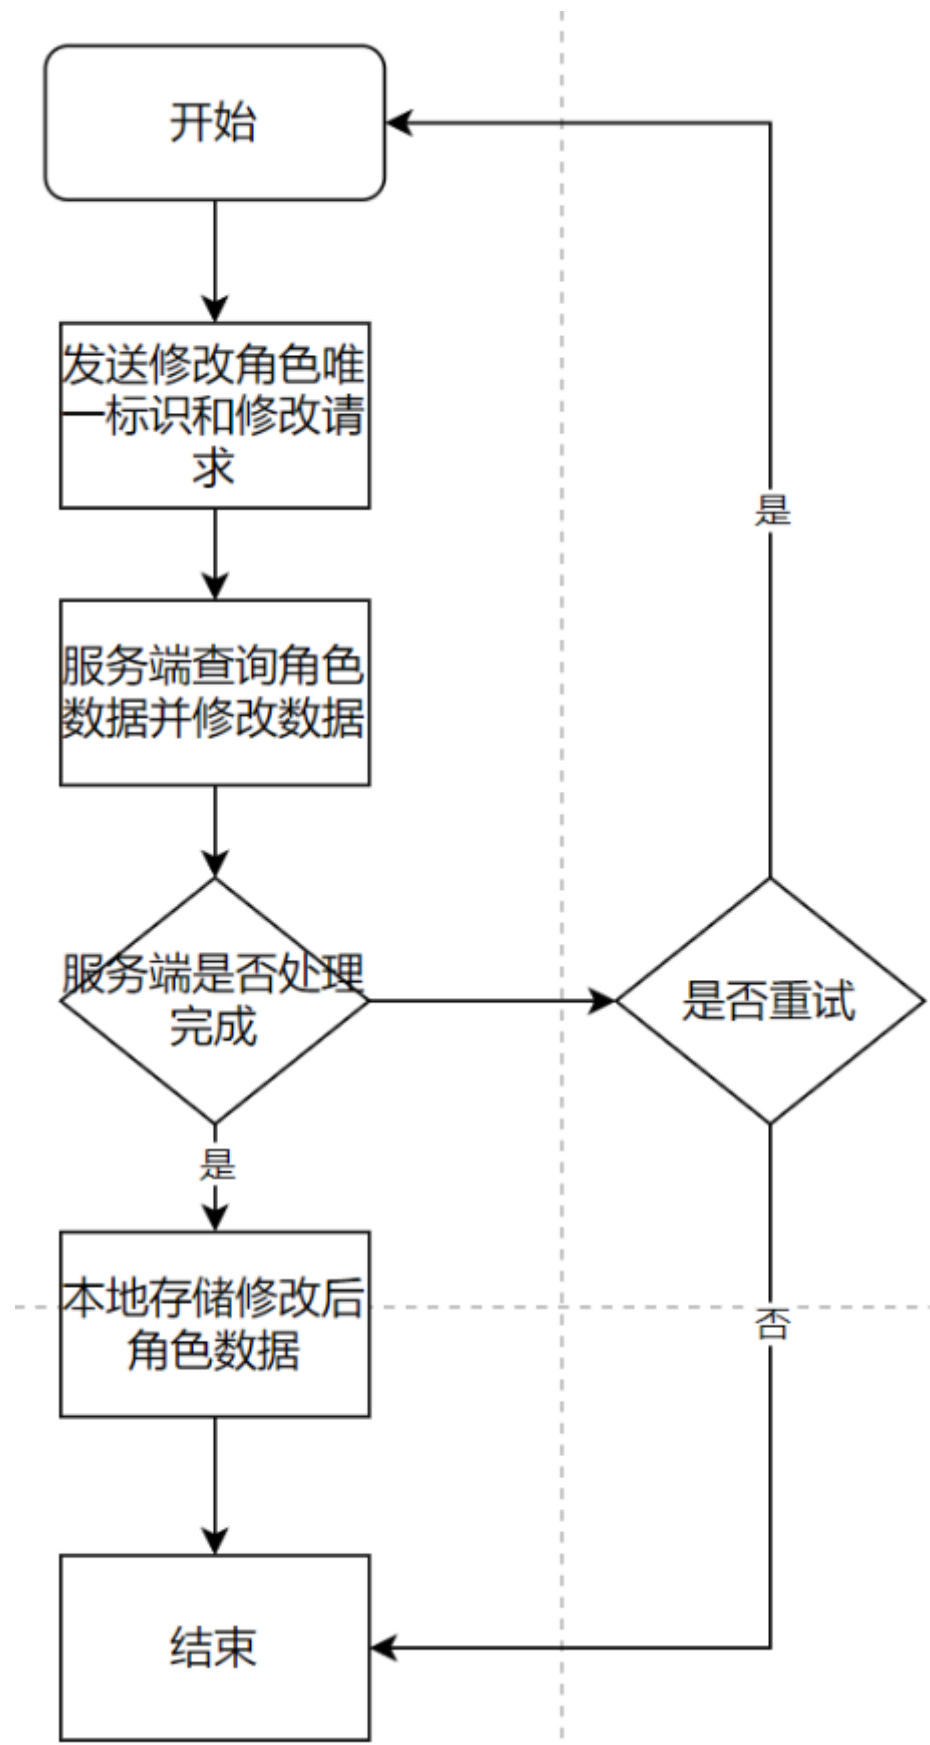 开始
发送修改角色唯
一标识和修改请
求
是
服务端查询角色
数据并修改数据
服务端是否处理
完成
是否重试
是
本地存储修改后
角色数据
否
结束